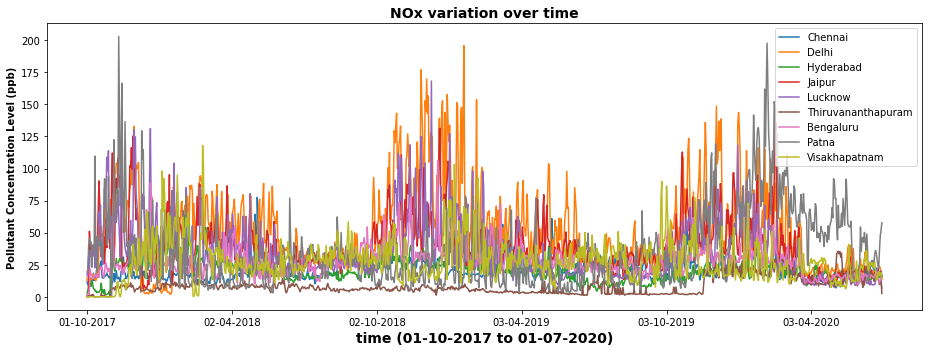 NOx variation over time
Pollutant Concentration Level (ppb)
200
175
150
125
100
75
50
25
0
Chennai
Delhi
Hyderabad
Jaipur
Lucknow
Thiruvananthapuram
Bengaluru
Patna
Visakhapatnam
01-10-2017 02-04-2018 02-10-2018 03-04-2019 03-10-2019 03-04-2020
time (01-10-2017 to 01-07-2020)